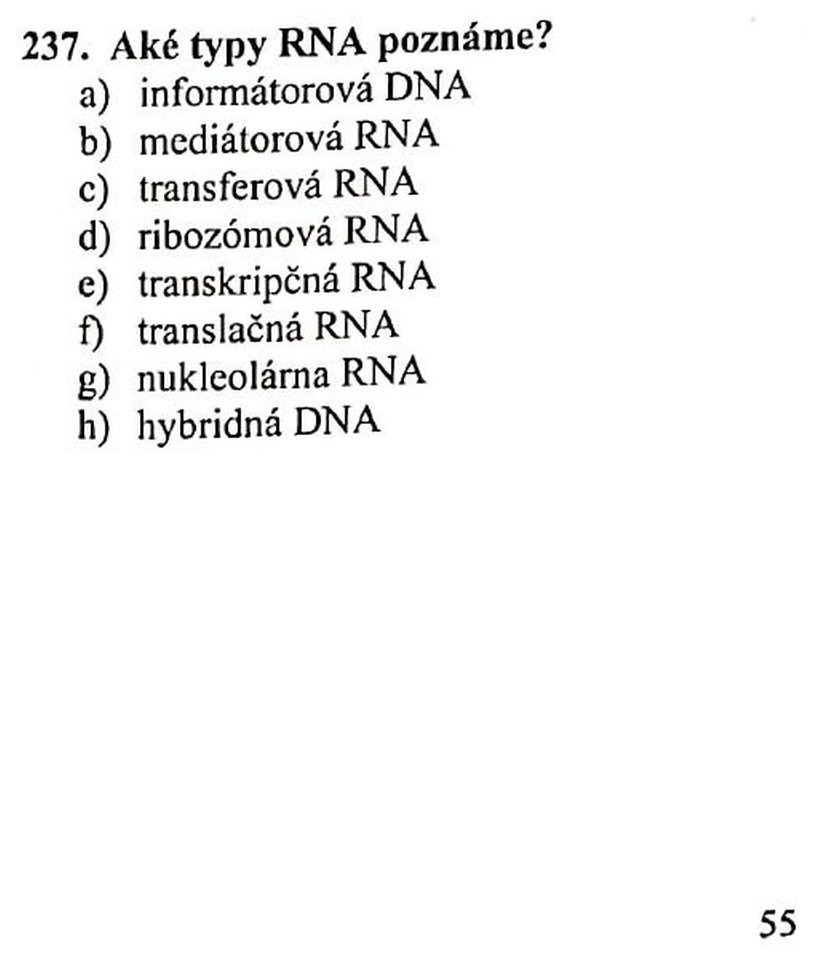 237. Aké typy RNA poznáme?
a) informátorová DNA
b) mediátorová RNA
c) transferová RNA
d) ribozómová RNA
e) transkripčná RNA
f) translačná RNA
g) nukleolárna RNA
h) hybridná DNA
55